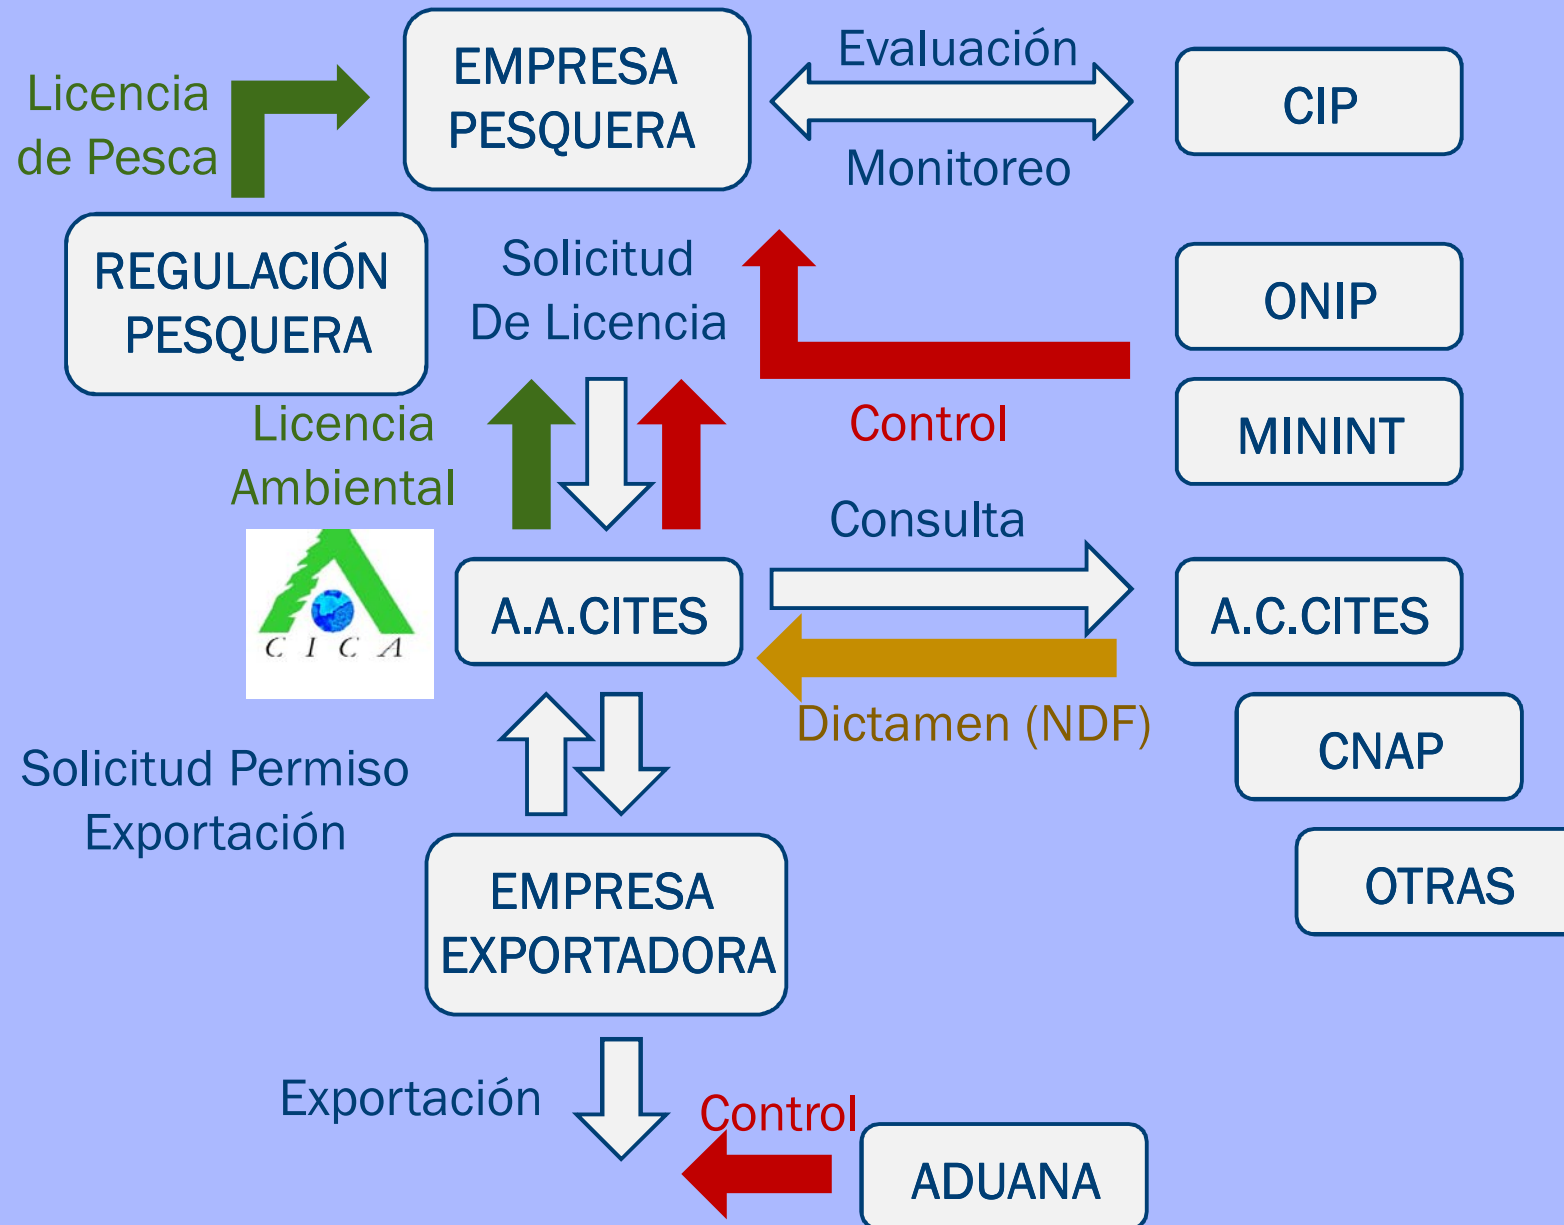 Licencia
de Pesca
EMPRESA
PESQUERA
Evaluación
Monitoreo
CIP
REGULACIÓN
PESQUERA
Solicitud
De Licencia
ONIP
Control
MININT
Licencia
Ambiental
CICA
A.A.CITES
Consulta
A.C.CITES
Dictamen (NDF)
CNAP
OTRAS
Solicitud Permiso
Exportación
EMPRESA
EXPORTADORA
Exportación
Control
ADUANA